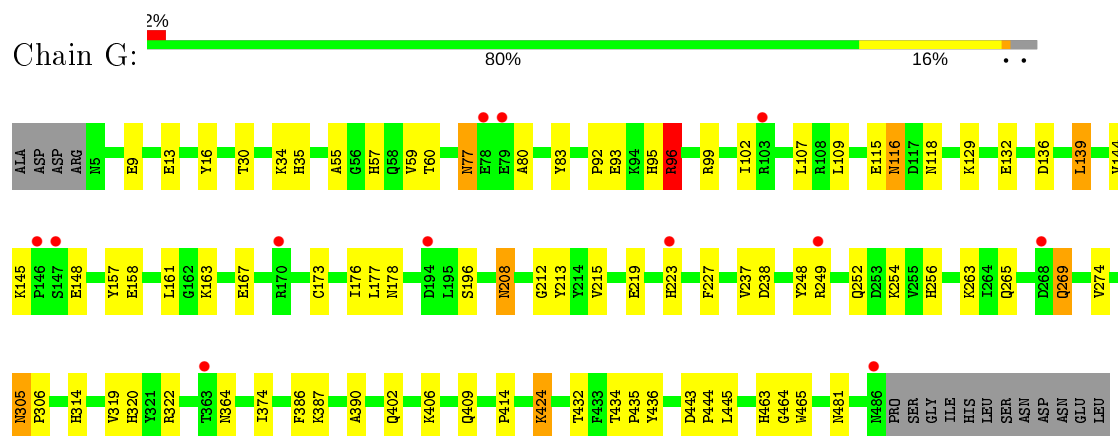 2%
Chain G:
80% 16% • •
ALA ASP ASP ARG N5 E9 E13 Y16 T30 K34 H35 A55 G56 H57 Q58 V59 T60 N77 E78 E79 A80 Y83 P92 E93 K94 H95 R96 R99 I102 R103 L107 R108 L109 E115 N116 D117 N118 K129 E132 D136 L139 V144
K145 P146 S147 E148 Y157 E158 L161 G162 K163 E167 R170 C173 I176 L177 N178 D194 L195 S196 N208 G212 Y213 Y214 V215 E219 H223 F227 V237 D238 Y248 R249 Q252 D253 K254 V255 H256 K263 I264 Q265 D268 Q269 V274
N305 P306 H314 V319 H320 Y321 R322 T363 N364 I374 F386 K387 A390 Q402 K406 Q409 P414 K424 T432 F433 T434 P435 Y436 D443 P444 L445 H463 G464 W465 N481 N486 PRO SER GLY ILE HIS LEU SER ASN ASP ASN GLU LEU